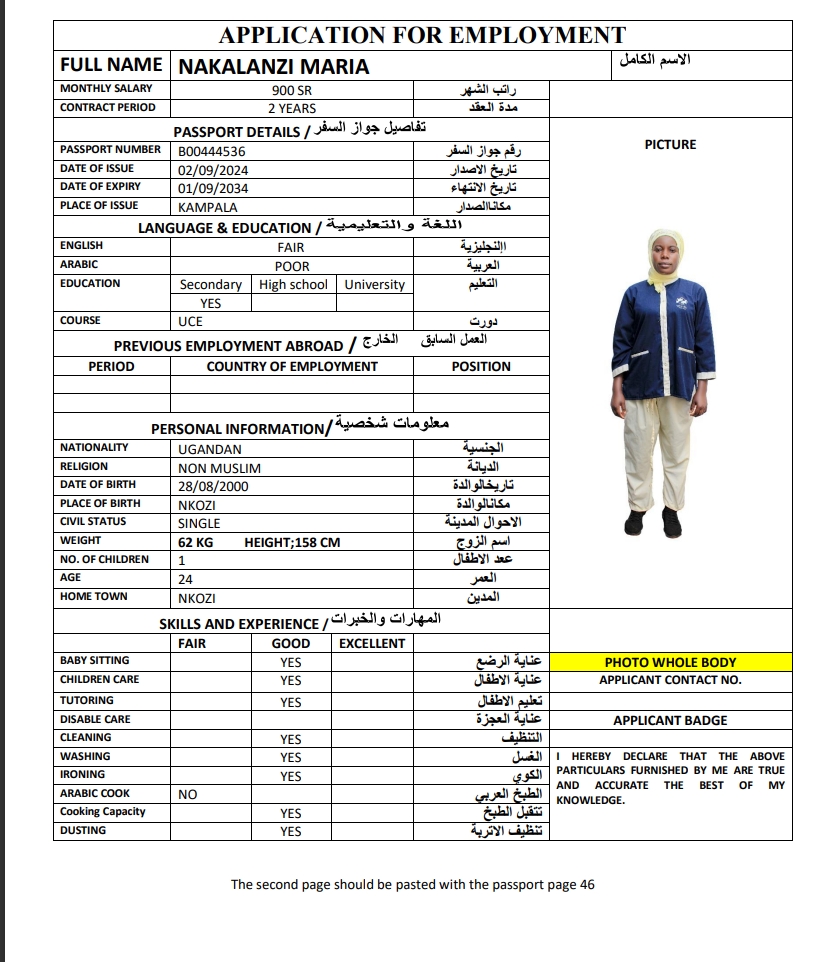 APPLICATION FOR EMPLOYMENT
FULL NAME NAKALANZI MARIA الاسم الكامل
MONTHLY SALARY 900 SR راتب الشهر
CONTRACT PERIOD 2 YEARS مدة العقد
PASSPORT DETAILS / تفاصيل جواز السفر
PICTURE
PASSPORT NUMBER B00444536 رقم جواز السفر
DATE OF ISSUE 02/09/2024 تاريخ الاصدار
DATE OF EXPIRY 01/09/2034 تاريخ الانتهاء
PLACE OF ISSUE KAMPALA مكاناالصدار
LANGUAGE & EDUCATION / اللغة والتعليمية
ENGLISH FAIR االنجليزية
ARABIC POOR العربية
EDUCATION Secondary High school University التعليم
YES
COURSE UCE دورت
PREVIOUS EMPLOYMENT ABROAD / العمل السابق الخارج
PERIOD COUNTRY OF EMPLOYMENT POSITION
PERSONAL INFORMATION/ معلومات شخصية
NATIONALITY UGANDAN الجنسية
RELIGION NON MUSLIM الديانة
DATE OF BIRTH 28/08/2000 تاريخالوالدة
PLACE OF BIRTH NKOZI مكانالوالدة
CIVIL STATUS SINGLE الاحوال المدينة
WEIGHT 62 KG HEIGHT;158 CM اسم الزوج
NO. OF CHILDREN 1 عدد الاطفال
AGE 24 العمر
HOME TOWN NKOZI المدين
SKILLS AND EXPERIENCE / المهارات والخبرات
FAIR GOOD EXCELLENT
BABY SITTING YES عناية الرضع PHOTO WHOLE BODY
CHILDREN CARE YES عناية الاطفال APPLICANT CONTACT NO.
TUTORING YES تعليم الاطفال
DISABLE CARE عناية العجزة APPLICANT BADGE
CLEANING YES التنظيف
WASHING YES الغسل
IRONING YES الكوي
ARABIC COOK NO الطبخ العربي
Cooking Capacity YES تتقبل الطبخ
DUSTING YES تنظيف الاتربة
I HEREBY DECLARE THAT THE ABOVE
PARTICULARS FURNISHED BY ME ARE TRUE
AND ACCURATE THE BEST OF MY
KNOWLEDGE.
The second page should be pasted with the passport page 46